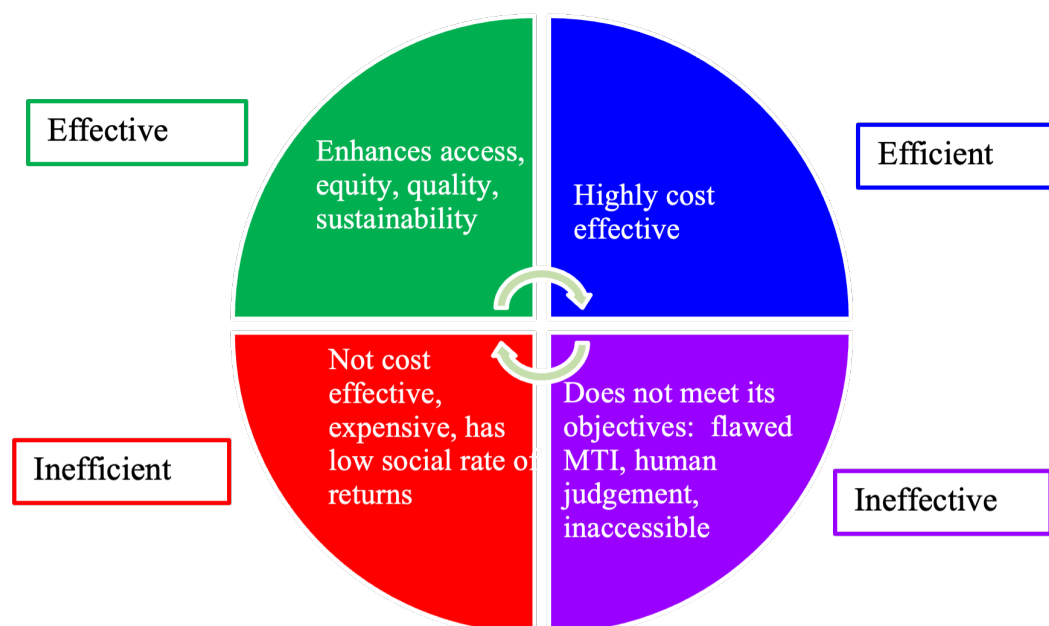 Effective
Enhances access,
equity, quality,
sustainability
Efficient
Highly cost
effective
Inefficient
Not cost
effective,
expensive, has
low social rate of
returns
Does not meet its
objectives:  flawed
MTI, human
judgement,
inaccessible
Ineffective